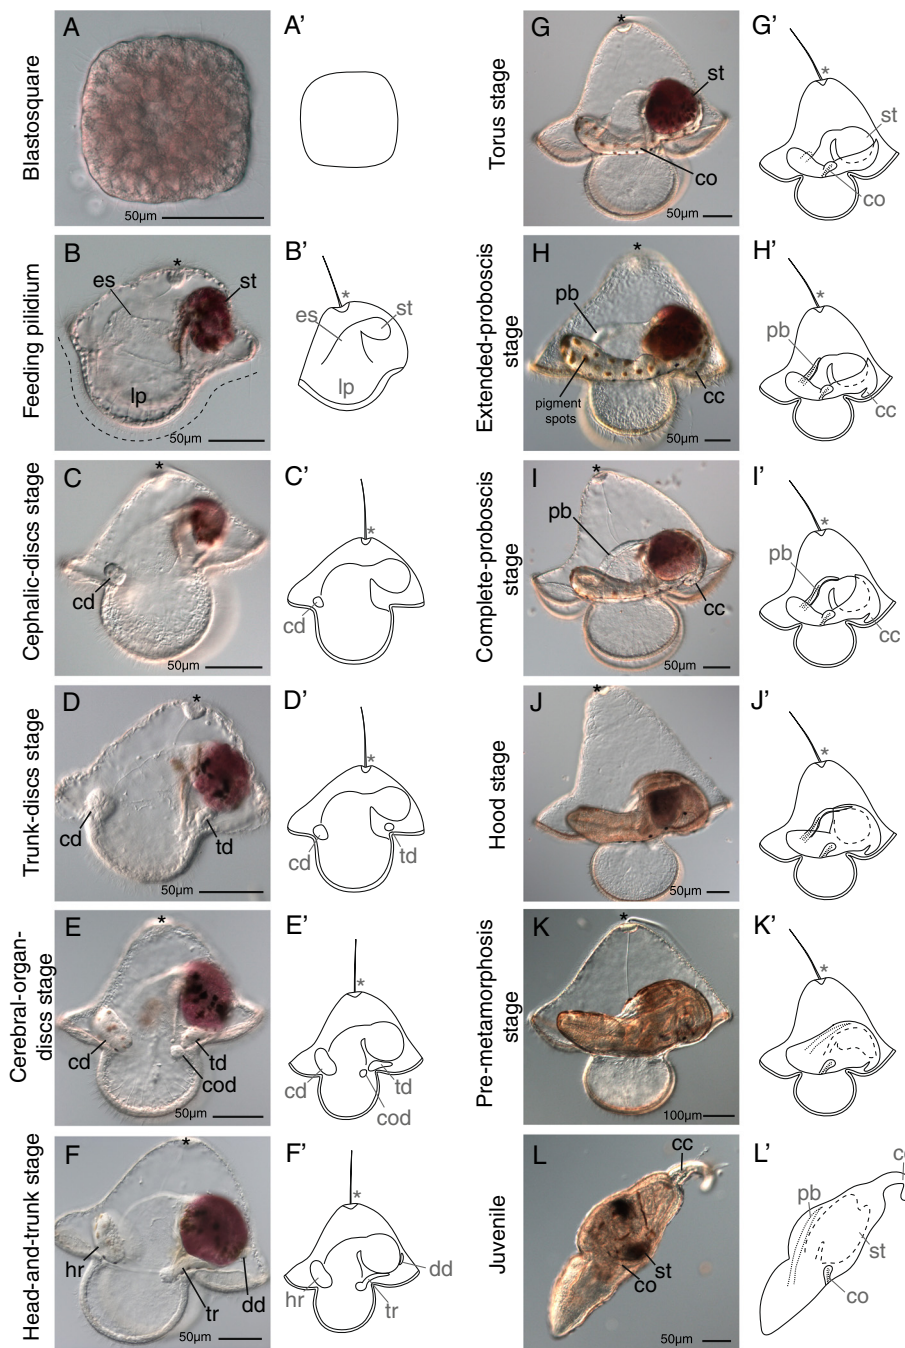 Blastosquare
A
50µm
A'
Feeding pilidium
B
*
es
st
lp
50µm
B'
*
es
st
lp
Cephalic-discs stage
C
*
cd
50µm
C'
*
cd
Trunk-discs stage
D
*
cd
td
50µm
D'
*
cd
td
Cerebral-organ-
discs stage
E
*
cd
td
cod
50µm
E'
*
cd
td
cod
Head-and-trunk stage
F
*
hr
tr
dd
50µm
F'
*
hr
dd
tr
Torus stage
G
*
st
co
50µm
G'
*
st
co
Extended-proboscis
stage
H
*
pb
pigment
spots
cc
50µm
H'
*
pb
cc
Complete-proboscis
stage
I
*
pb
cc
50µm
I'
*
pb
cc
Hood stage
J
*
50µm
J'
*
Pre-metamorphosis
stage
K
*
100µm
K'
*
Juvenile
L
cc
st
co
50µm
L'
pb
st
co